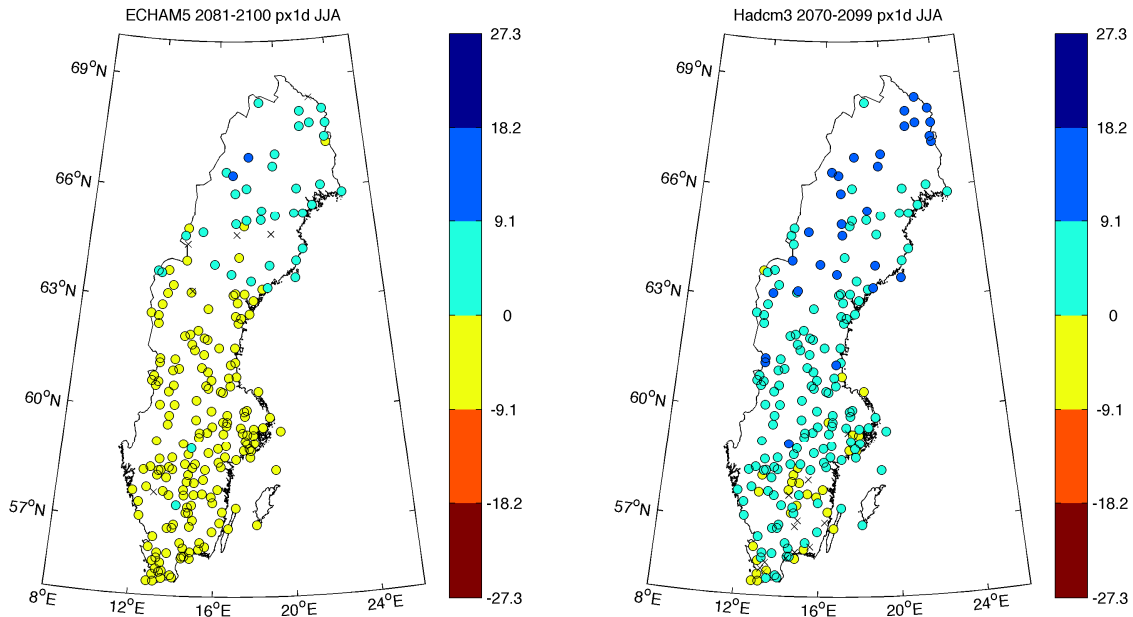 ECHAM5 2081-2100 px1d JJA
69°N
66°N
63°N
60°N
57°N
8°E
12°E
16°E
20°E
24°E
27.3
18.2
9.1
0
-9.1
-18.2
-27.3
Hadcm3 2070-2099 px1d JJA
69°N
66°N
63°N
60°N
57°N
8°E
12°E
16°E
20°E
24°E
27.3
18.2
9.1
0
-9.1
-18.2
-27.3